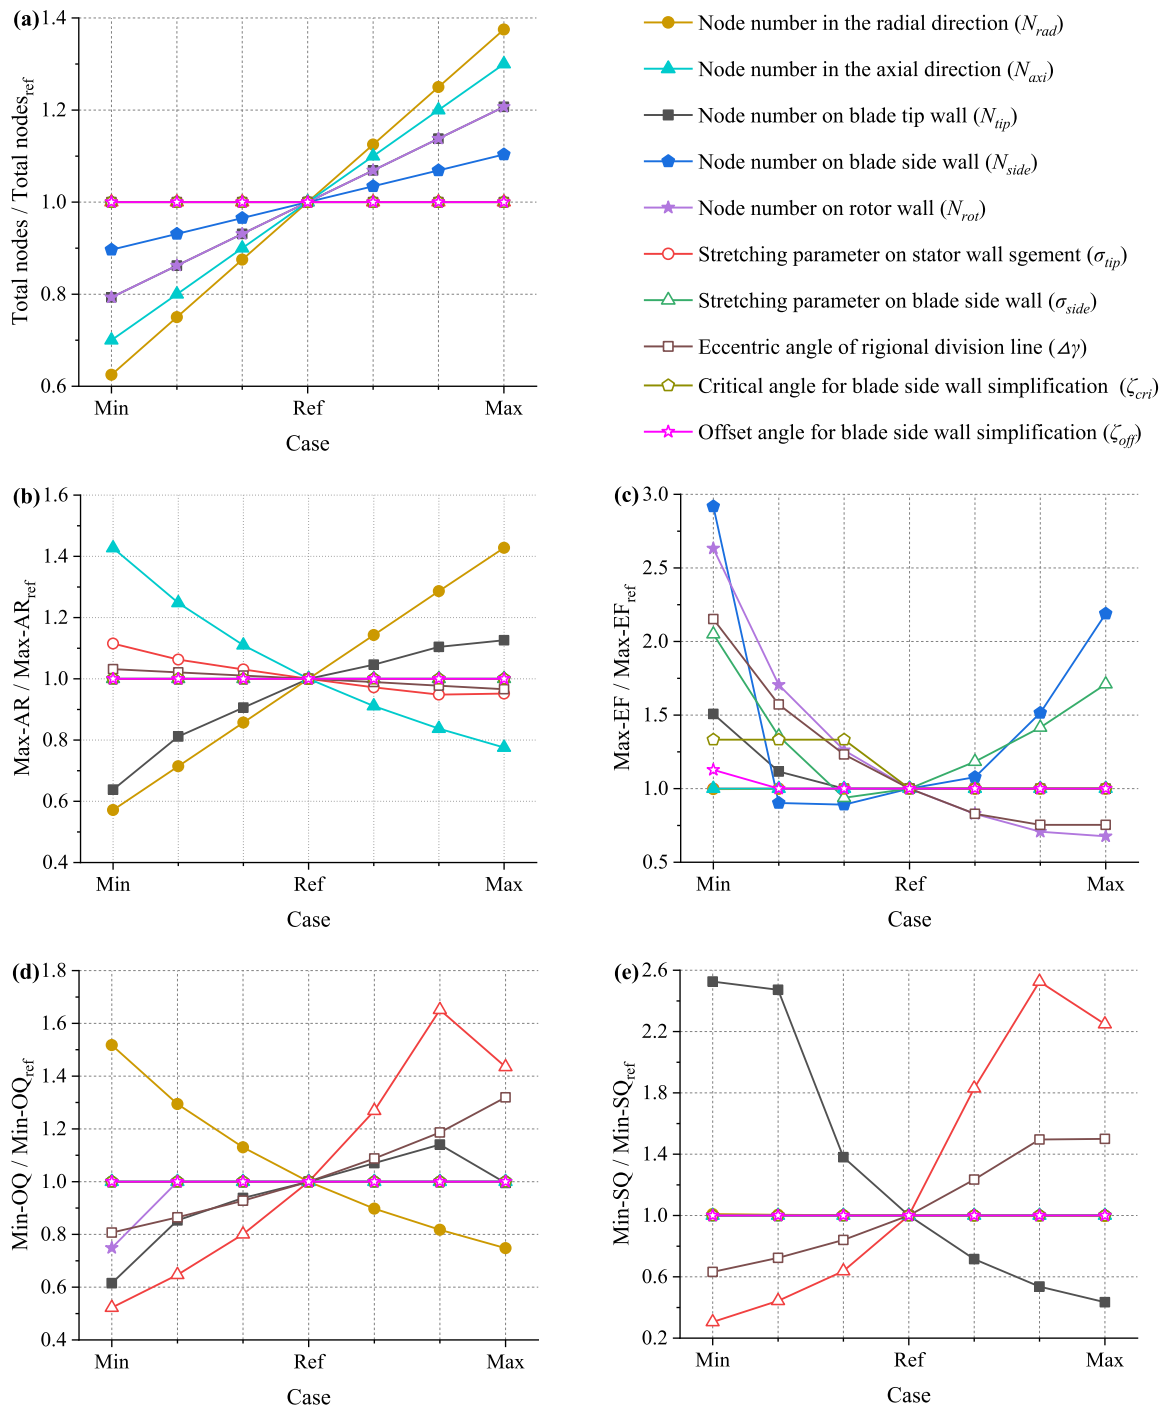 (a)
Total nodes / Total nodes_ref
1.4
1.2
1.0
0.8
0.6
Min Ref Max
Case
Node number in the radial direction (N_rad)
Node number in the axial direction (N_axi)
Node number on blade tip wall (N_tip)
Node number on blade side wall (N_side)
Node number on rotor wall (N_rot)
Stretching parameter on stator wall sgement (σ_tip)
Stretching parameter on blade side wall (σ_side)
Eccentric angle of rigional division line (Δγ)
Critical angle for blade side wall simplification (ζ_cri)
Offset angle for blade side wall simplification (ζ_off)
(b)
Max-AR / Max-AR_ref
1.6
1.4
1.2
1.0
0.8
0.6
0.4
Min Ref Max
Case
(c)
Max-EF / Max-EF_ref
3.0
2.5
2.0
1.5
1.0
0.5
Min Ref Max
Case
(d)
Min-OQ / Min-OQ_ref
1.8
1.6
1.4
1.2
1.0
0.8
0.6
0.4
Min Ref Max
Case
(e)
Min-SQ / Min-SQ_ref
2.6
2.2
1.8
1.4
1.0
0.6
0.2
Min Ref Max
Case